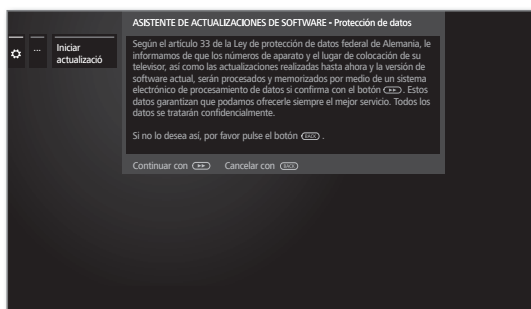 ASISTENTE DE ACTUALIZACIONES DE SOFTWARE - Protección de datos
...
Iniciar
actualizació
Según el artículo 33 de la Ley de protección de datos federal de Alemania, le
informamos de que los números de aparato y el lugar de colocación de su
televisor, así como las actualizaciones realizadas hasta ahora y la versión de
software actual, serán procesados y memorizados por medio de un sistema
electrónico de procesamiento de datos si confirma con el botón ▶▶. Estos
datos garantizan que podamos ofrecerle siempre el mejor servicio. Todos los
datos se tratarán confidencialmente.
Si no lo desea así, por favor pulse el botón BACK .
Continuar con ▶▶ Cancelar con BACK